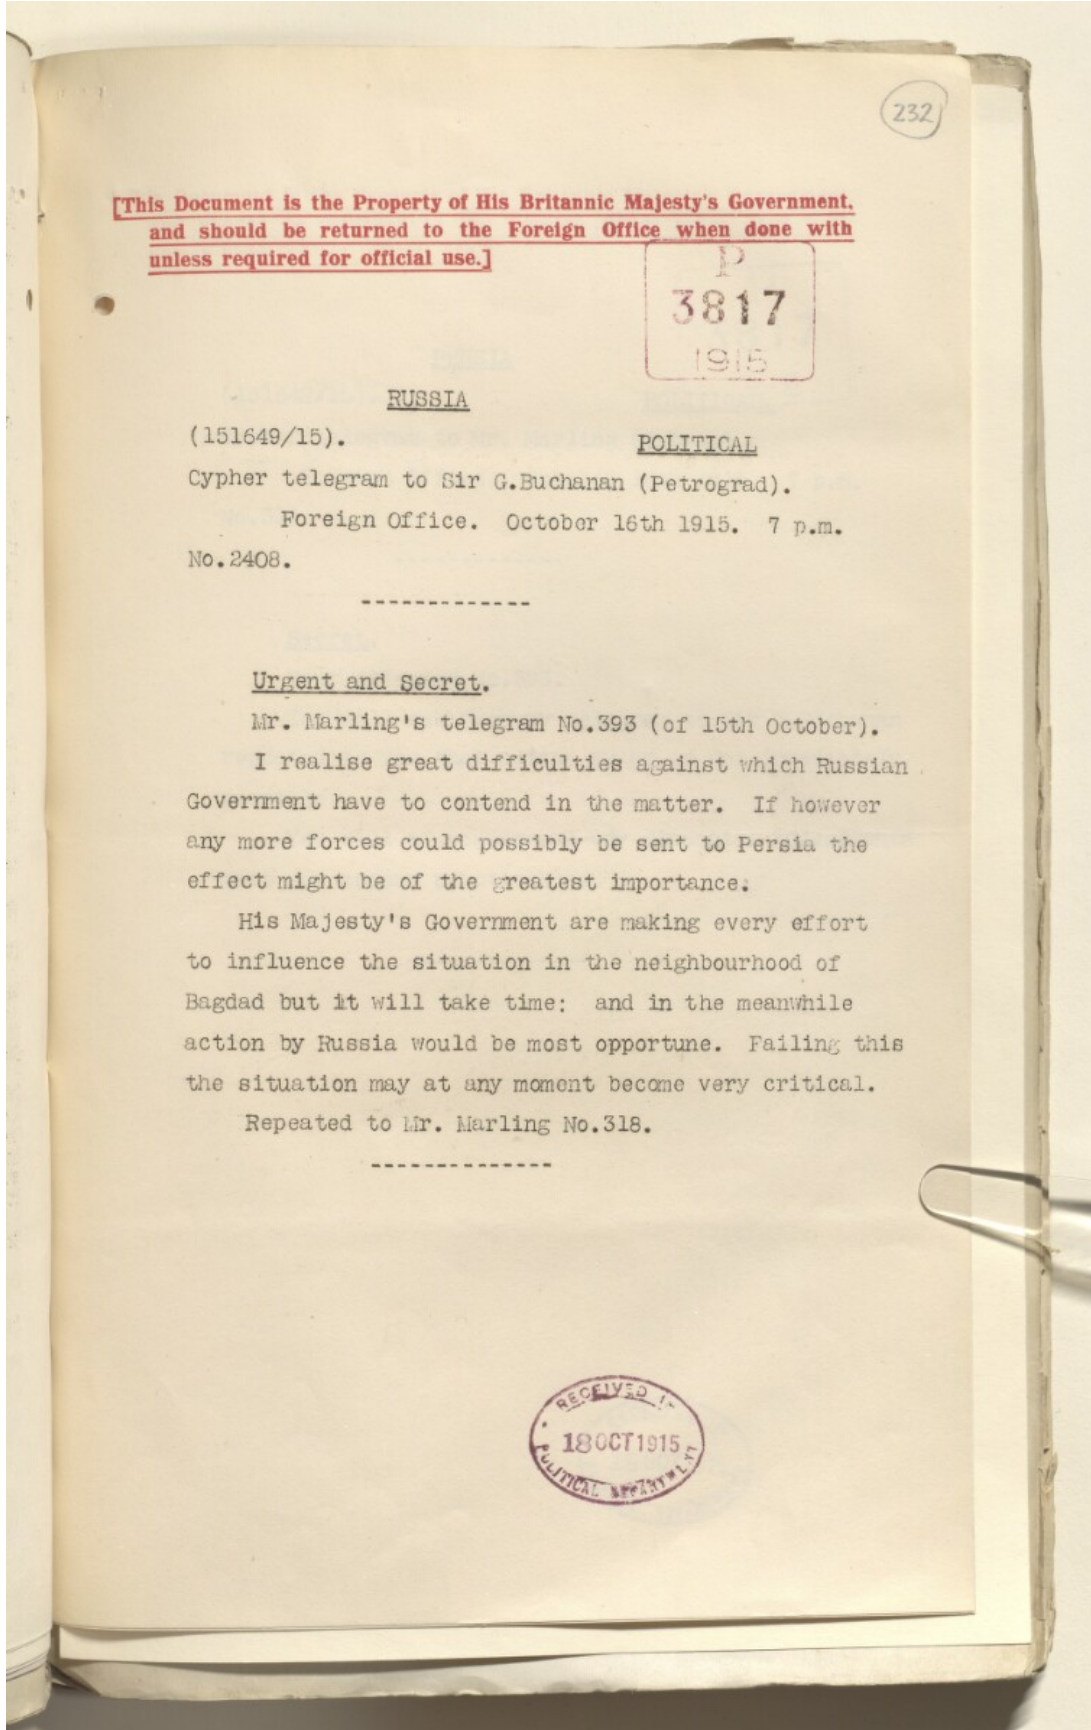 232
[This Document is the Property of His Britannic Majesty's Government,
and should be returned to the Foreign Office when done with
unless required for official use.]
P
3817
1915
RUSSIA
(151649/15).
POLITICAL
Cypher telegram to Sir G.Buchanan (Petrograd).
Foreign Office. October 16th 1915. 7 p.m.
No.2408.
-------------
Urgent and Secret.
Mr. Marling's telegram No.393 (of 15th October).
I realise great difficulties against which Russian
Government have to contend in the matter. If however
any more forces could possibly be sent to Persia the
effect might be of the greatest importance.
His Majesty's Government are making every effort
to influence the situation in the neighbourhood of
Bagdad but it will take time: and in the meanwhile
action by Russia would be most opportune. Failing this
the situation may at any moment become very critical.
Repeated to Mr. Marling No.318.
--------------
RECEIVED I
18 OCT 1915
POLITICAL DEPARTMENT